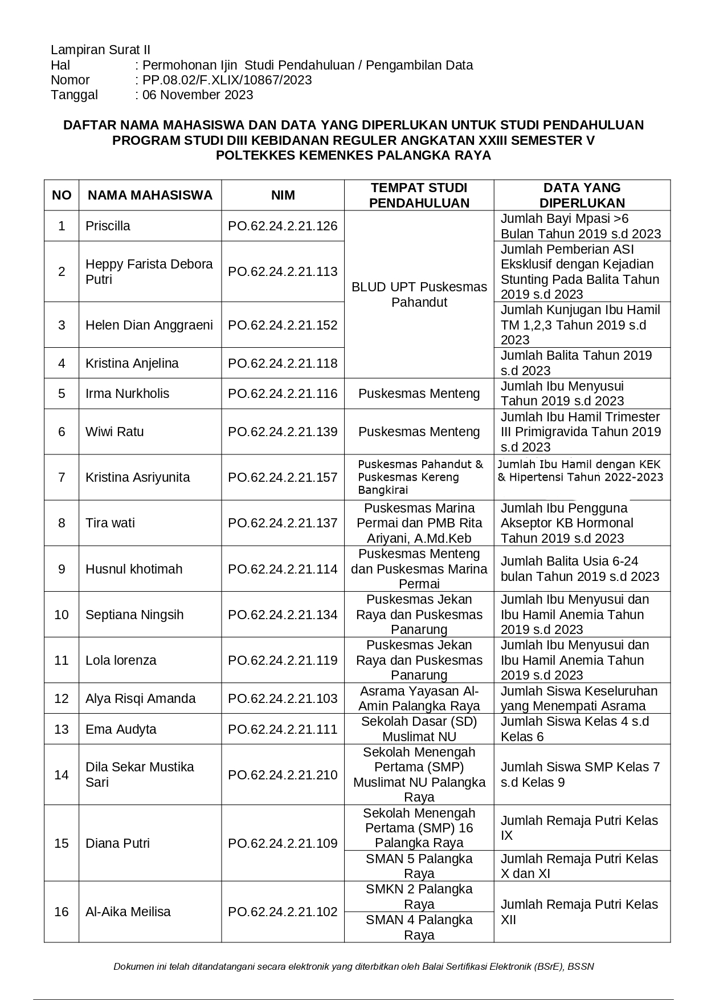 Lampiran Surat II
Hal : Permohonan Ijin Studi Pendahuluan / Pengambilan Data
Nomor : PP.08.02/F.XLIX/10867/2023
Tanggal : 06 November 2023
DAFTAR NAMA MAHASISWA DAN DATA YANG DIPERLUKAN UNTUK STUDI PENDAHULUAN
PROGRAM STUDI DIII KEBIDANAN REGULER ANGKATAN XXIII SEMESTER V
POLTEKKES KEMENKES PALANGKA RAYA
NO NAMA MAHASISWA NIM TEMPAT STUDI PENDAHULUAN DATA YANG DIPERLUKAN
1 Priscilla PO.62.24.2.21.126
Jumlah Bayi Mpasi >6
Bulan Tahun 2019 s.d 2023
BLUD UPT Puskesmas
Pahandut
2 Heppy Farista Debora
Putri
PO.62.24.2.21.113
Jumlah Pemberian ASI
Eksklusif dengan Kejadian
Stunting Pada Balita Tahun
2019 s.d 2023
3 Helen Dian Anggraeni PO.62.24.2.21.152
Jumlah Kunjugan Ibu Hamil
TM 1,2,3 Tahun 2019 s.d
2023
4 Kristina Anjelina PO.62.24.2.21.118
Jumlah Balita Tahun 2019
s.d 2023
5 Irma Nurkholis PO.62.24.2.21.116 Puskesmas Menteng
Jumlah Ibu Menyusui
Tahun 2019 s.d 2023
6 Wiwi Ratu PO.62.24.2.21.139 Puskesmas Menteng
Jumlah Ibu Hamil Trimester
III Primigravida Tahun 2019
s.d 2023
7 Kristina Asriyunita PO.62.24.2.21.157
Puskesmas Pahandut &
Puskesmas Kereng
Bangkirai
Jumlah Ibu Hamil dengan KEK
& Hipertensi Tahun 2022-2023
8 Tira wati PO.62.24.2.21.137
Puskesmas Marina
Permai dan PMB Rita
Ariyani, A.Md.Keb
Jumlah Ibu Pengguna
Akseptor KB Hormonal
Tahun 2019 s.d 2023
9 Husnul khotimah PO.62.24.2.21.114
Puskesmas Menteng
dan Puskesmas Marina
Permai
Jumlah Balita Usia 6-24
bulan Tahun 2019 s.d 2023
10 Septiana Ningsih PO.62.24.2.21.134
Puskesmas Jekan
Raya dan Puskesmas
Panarung
Jumlah Ibu Menyusui dan
Ibu Hamil Anemia Tahun
2019 s.d 2023
11 Lola lorenza PO.62.24.2.21.119
Puskesmas Jekan
Raya dan Puskesmas
Panarung
Jumlah Ibu Menyusui dan
Ibu Hamil Anemia Tahun
2019 s.d 2023
12 Alya Risqi Amanda PO.62.24.2.21.103
Asrama Yayasan Al-
Amin Palangka Raya
Jumlah Siswa Keseluruhan
yang Menempati Asrama
13 Ema Audyta PO.62.24.2.21.111
Sekolah Dasar (SD)
Muslimat NU
Jumlah Siswa Kelas 4 s.d
Kelas 6
14 Dila Sekar Mustika
Sari
PO.62.24.2.21.210
Sekolah Menengah
Pertama (SMP)
Muslimat NU Palangka
Raya
Jumlah Siswa SMP Kelas 7
s.d Kelas 9
15 Diana Putri PO.62.24.2.21.109
Sekolah Menengah
Pertama (SMP) 16
Palangka Raya
Jumlah Remaja Putri Kelas
IX
SMAN 5 Palangka
Raya
Jumlah Remaja Putri Kelas
X dan XI
16 Al-Aika Meilisa PO.62.24.2.21.102
SMKN 2 Palangka
Raya
SMAN 4 Palangka
Raya
Jumlah Remaja Putri Kelas
XII
Dokumen ini telah ditandatangani secara elektronik yang diterbitkan oleh Balai Sertifikasi Elektronik (BSrE), BSSN